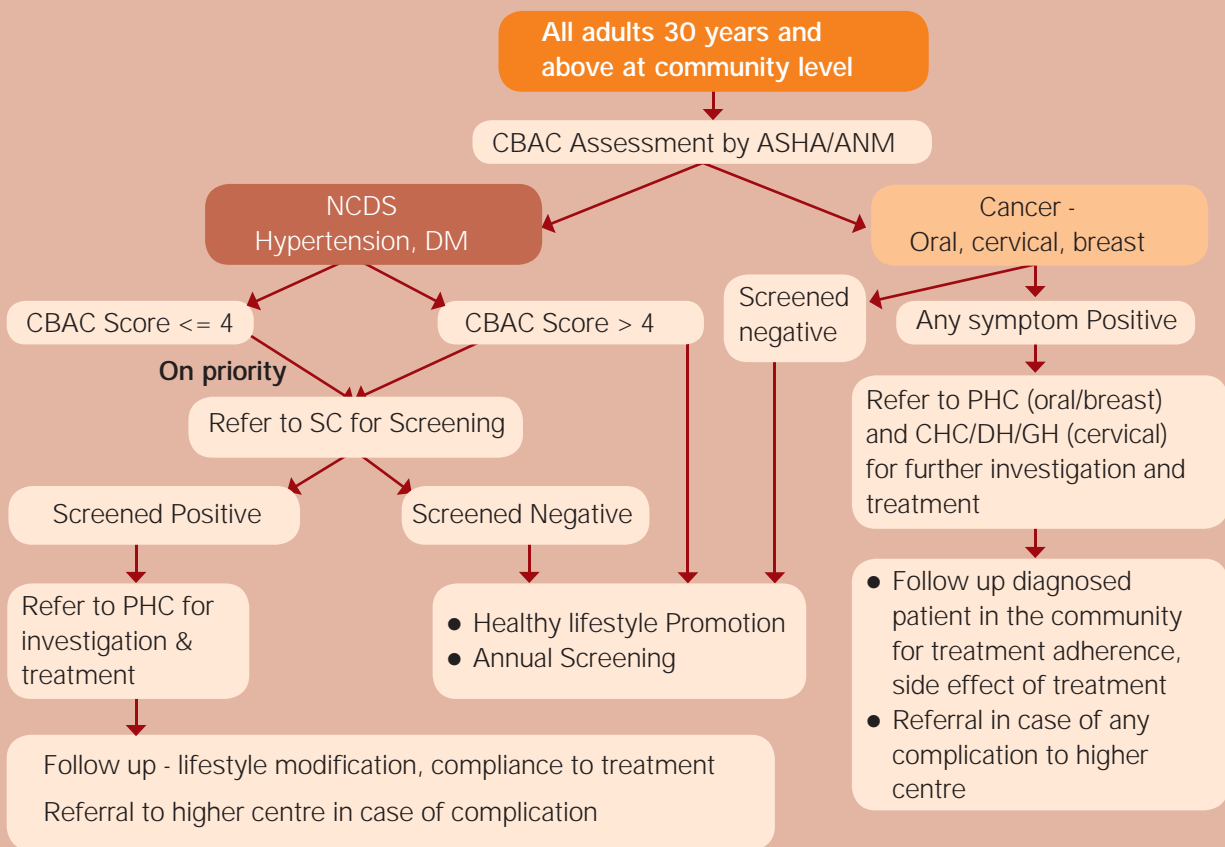 All adults 30 years and
above at community level
CBAC Assessment by ASHA/ANM
NCDS
Hypertension, DM
Cancer -
Oral, cervical, breast
CBAC Score <= 4
CBAC Score > 4
Screened
negative
Any symptom Positive
On priority
Refer to SC for Screening
Refer to PHC (oral/breast)
and CHC/DH/GH (cervical)
for further investigation and
treatment
Screened Positive
Screened Negative
Refer to PHC for
investigation &
treatment
● Healthy lifestyle Promotion
● Annual Screening
● Follow up diagnosed
patient in the community
for treatment adherence,
side effect of treatment
● Referral in case of any
complication to higher
centre
Follow up - lifestyle modification, compliance to treatment
Referral to higher centre in case of complication